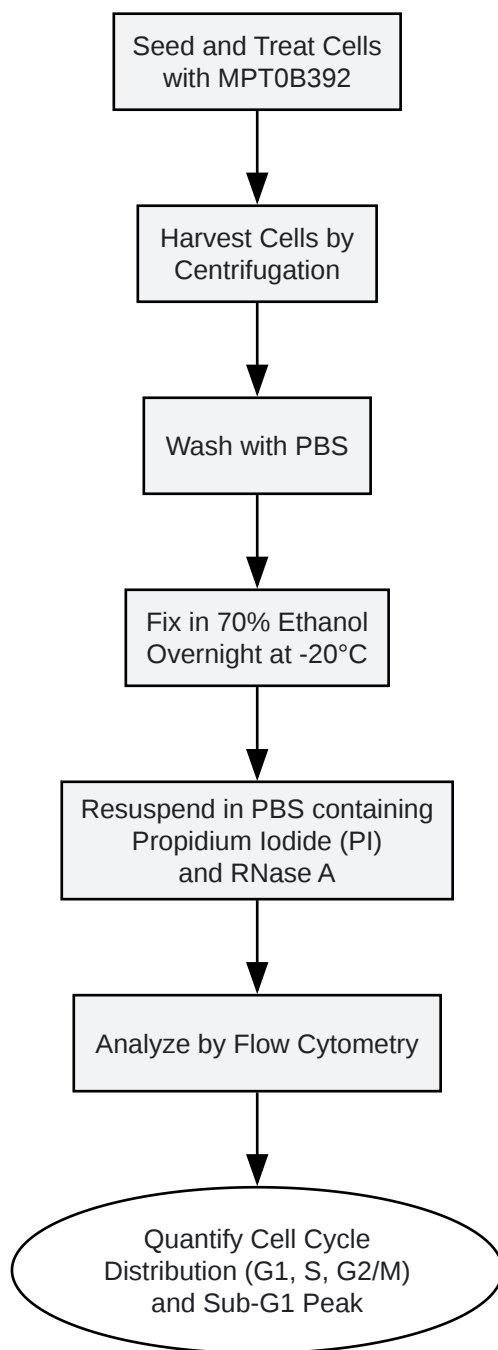 Seed and Treat Cells
with MPT0B392
Harvest Cells by
Centrifugation
Wash with PBS
Fix in 70% Ethanol
Overnight at -20°C
Resuspend in PBS containing
Propidium Iodide (PI)
and RNase A
Analyze by Flow Cytometry
Quantify Cell Cycle
Distribution (G1, S, G2/M)
and Sub-G1 Peak